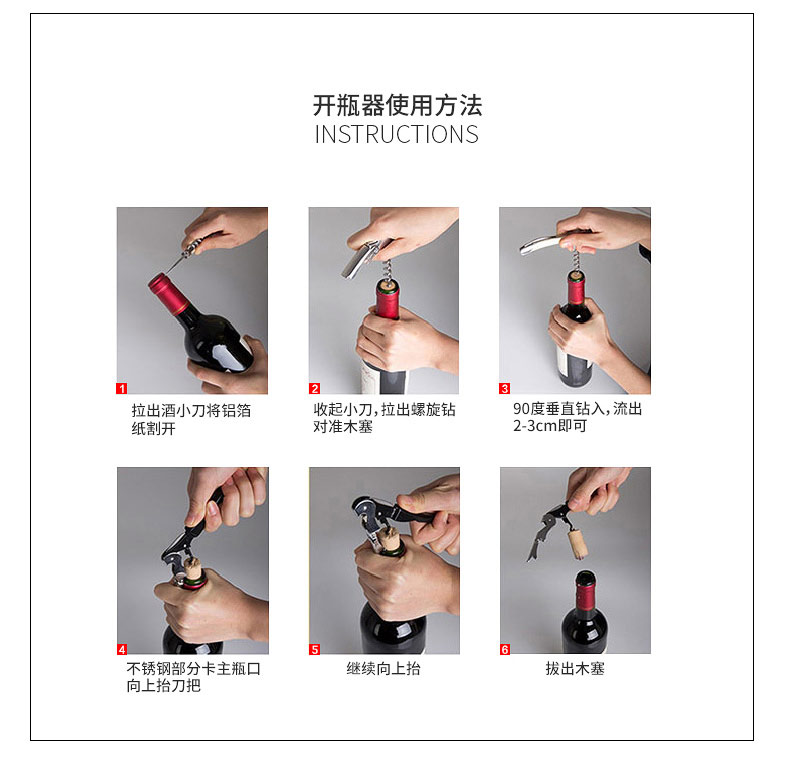 开瓶器使用方法
INSTRUCTIONS
1
拉出酒小刀将铝箔
纸割开
2
收起小刀,拉出螺旋钻
对准木塞
3
90度垂直钻入,流出
2-3cm即可
4
不锈钢部分卡主瓶口
向上抬刀把
5
继续向上抬
6
拔出木塞